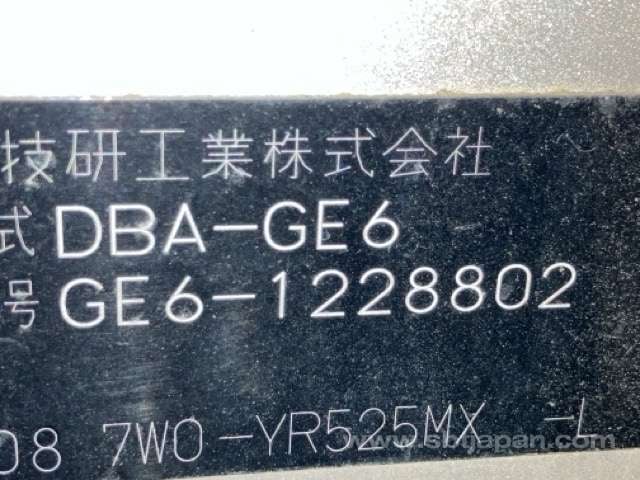 技研工業株式会社
式 DBA-GE6
号 GE6-1228802
08 7W0-YR525MX -L
www.sbtjapan.com